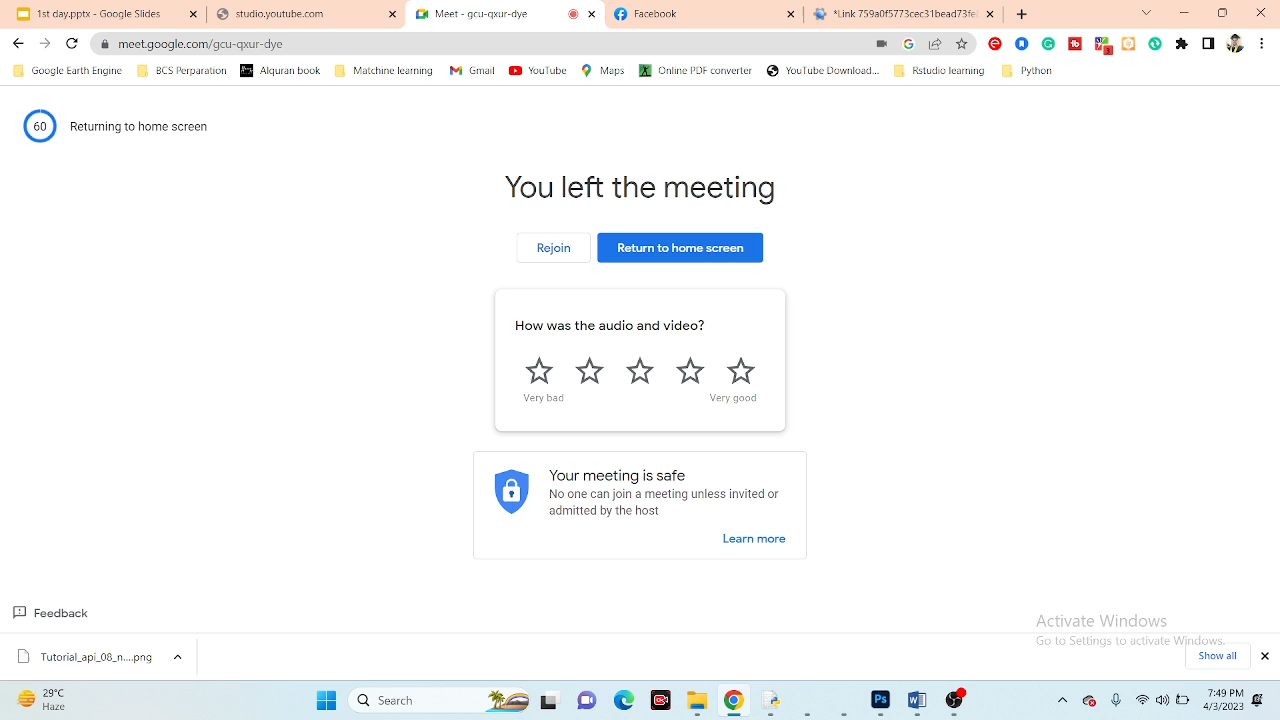 1st day.pptx - Google Slides
studio.youtube.com
Meet - gcu-qxur-dye
Facebook
meet.google.com/gcu-qxur-dye
3
Google Earth Engine
BCS Preparation
Alquran book
Matchine learning
Gmail
YouTube
Maps
Online PDF converter
YouTube Download...
Rstudio learning
Python
60
Returning to home screen
You left the meeting
Rejoin
Return to home screen
How was the audio and video?
Very bad
Very good
Your meeting is safe
No one can join a meeting unless invited or
admitted by the host
Learn more
Feedback
Activate Windows
Go to Settings to activate Windows.
Tutorial_api_08_n....png
Show all
29°C
Haze
Search
Ps
7:49 PM
4/3/2023